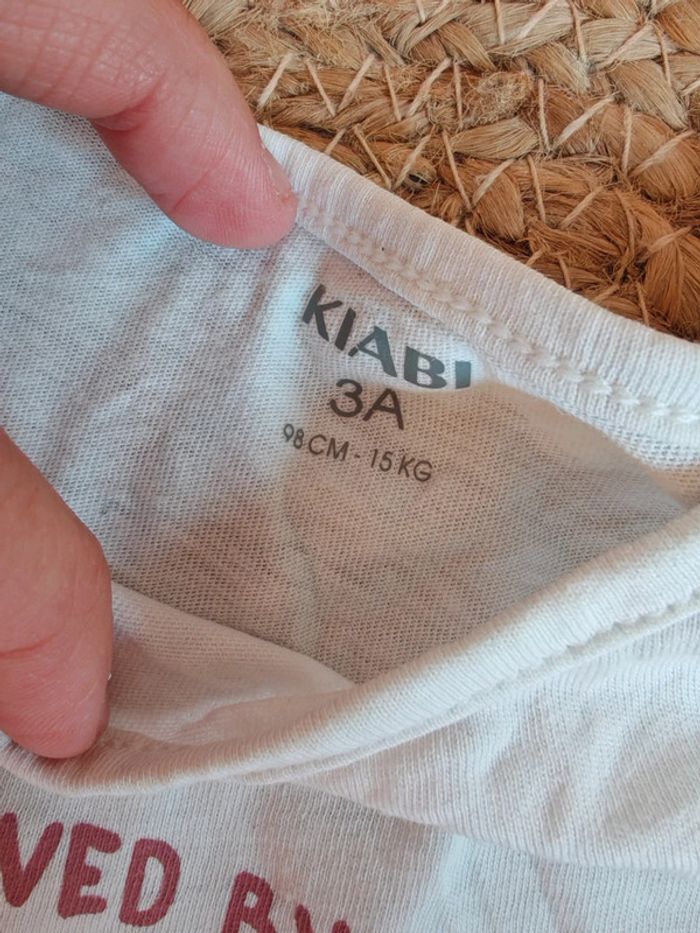 KIABI
3A
98 CM - 15 KG
VED BY